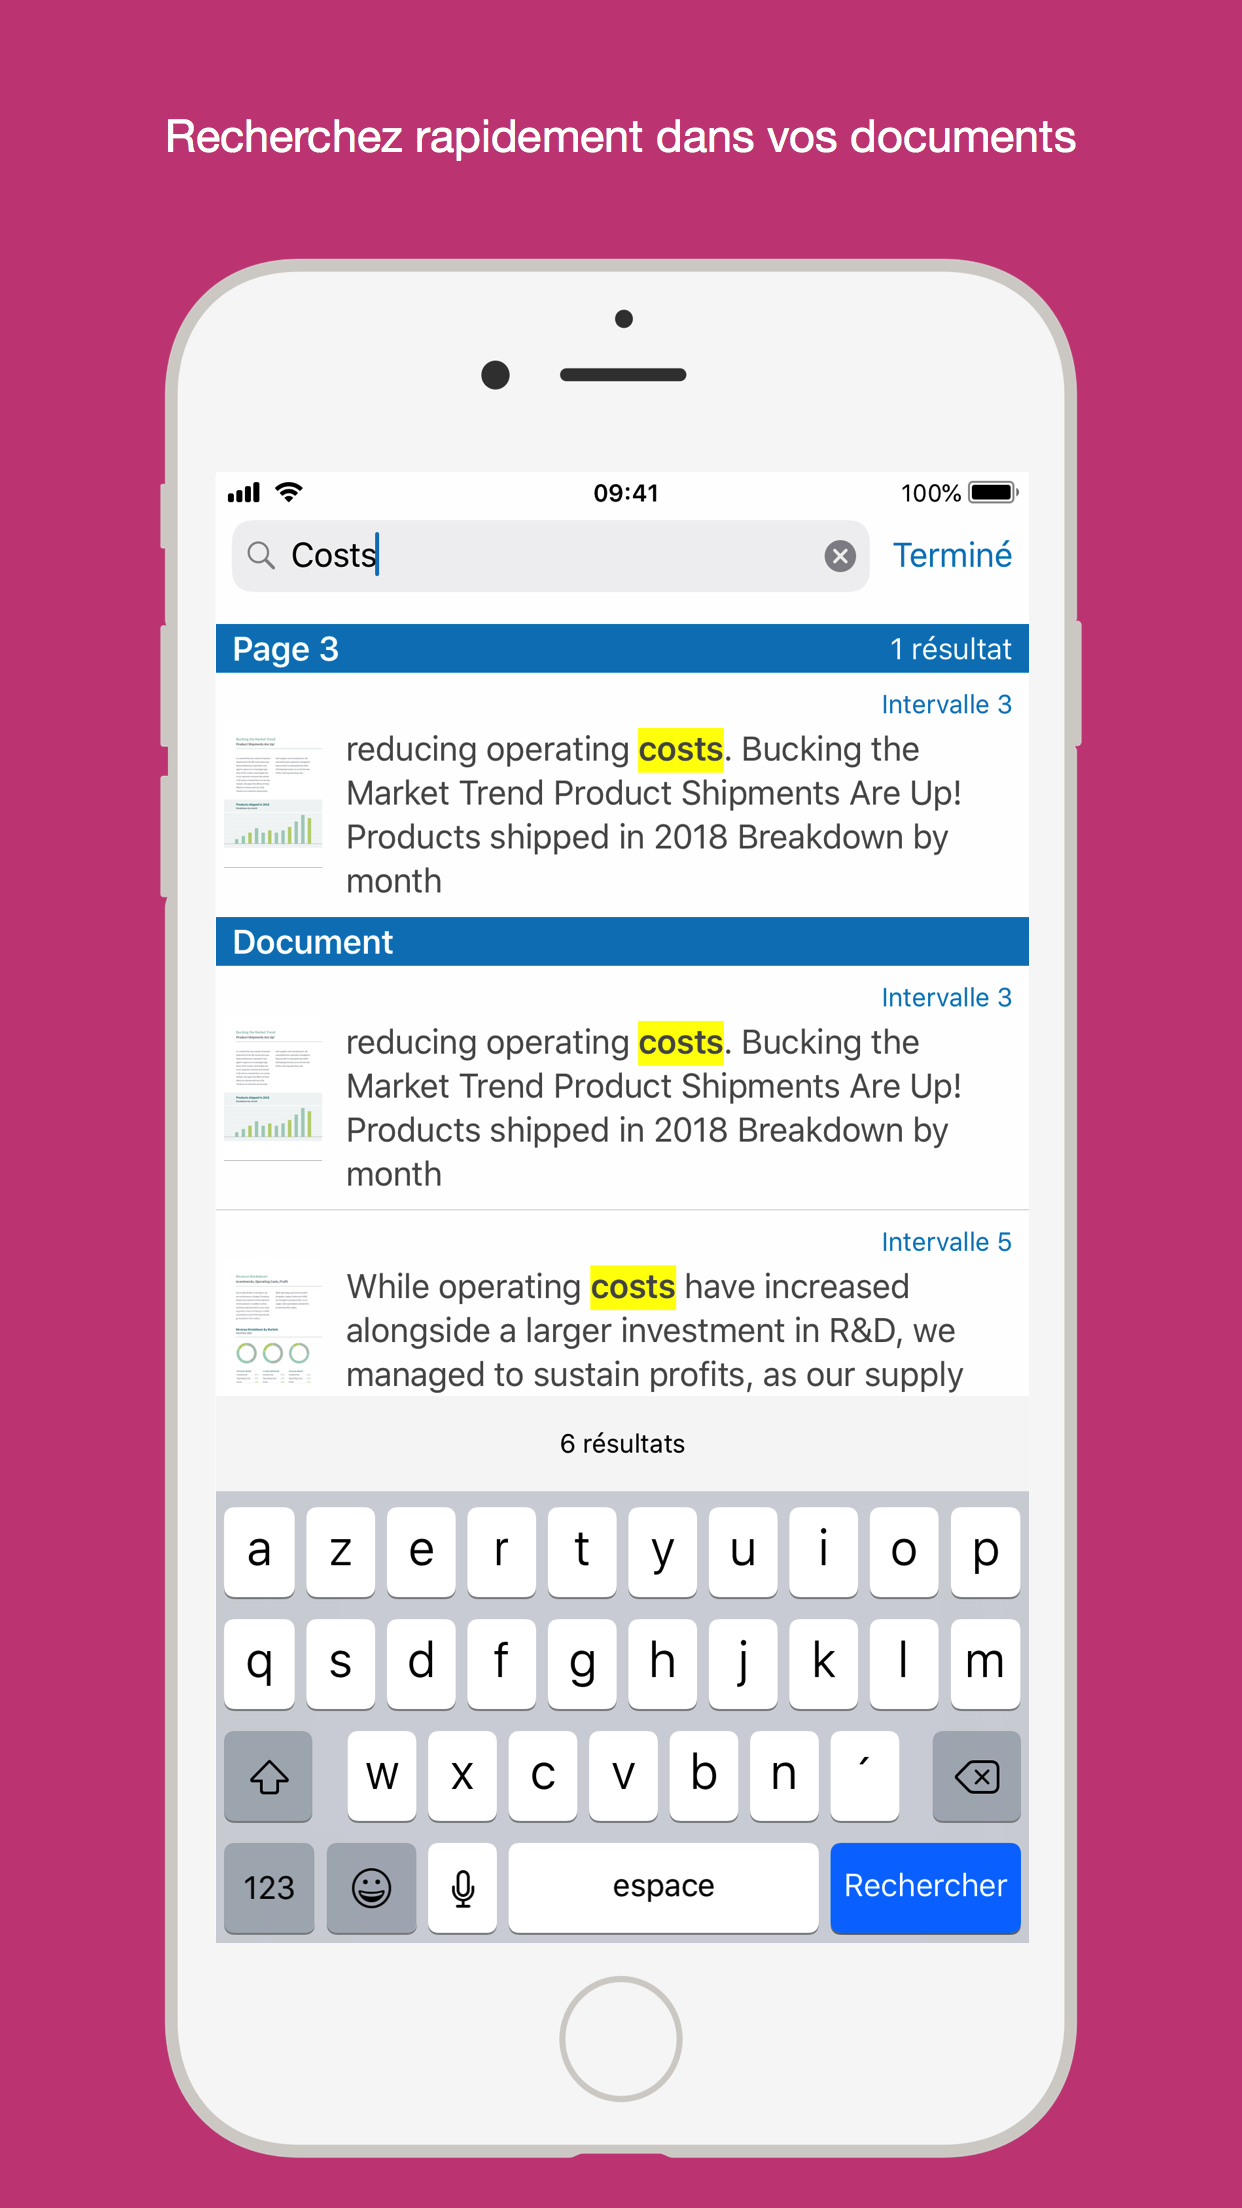 Recherchez rapidement dans vos documents
09:41
100%
Costs
Terminé
Page 3
1 résultat
Intervalle 3
reducing operating costs. Bucking the
Market Trend Product Shipments Are Up!
Products shipped in 2018 Breakdown by
month
Document
Intervalle 3
reducing operating costs. Bucking the
Market Trend Product Shipments Are Up!
Products shipped in 2018 Breakdown by
month
Intervalle 5
While operating costs have increased
alongside a larger investment in R&D, we
managed to sustain profits, as our supply
6 résultats
a z e r t y u i o p
q s d f g h j k l m
w x c v b n ´
123
espace
Rechercher